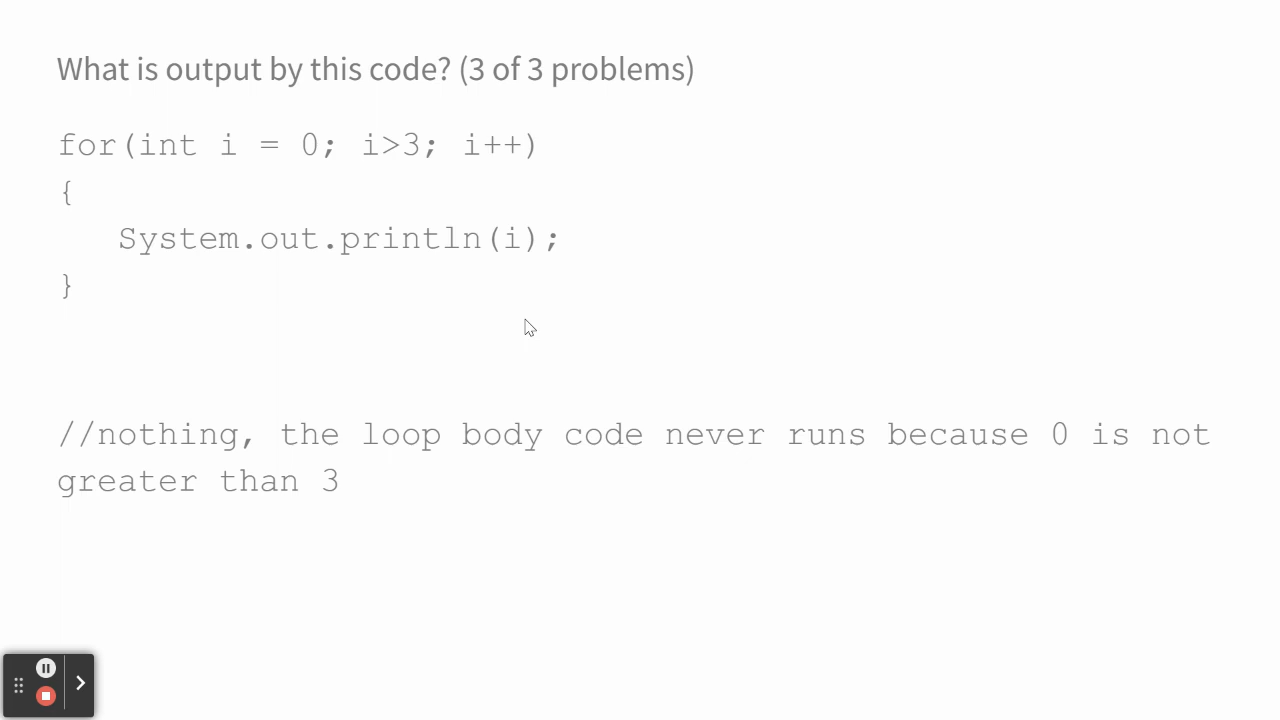 What is output by this code? (3 of 3 problems)
for(int i = 0; i>3; i++)
{
System.out.println(i);
}
//nothing, the loop body code never runs because 0 is not
greater than 3